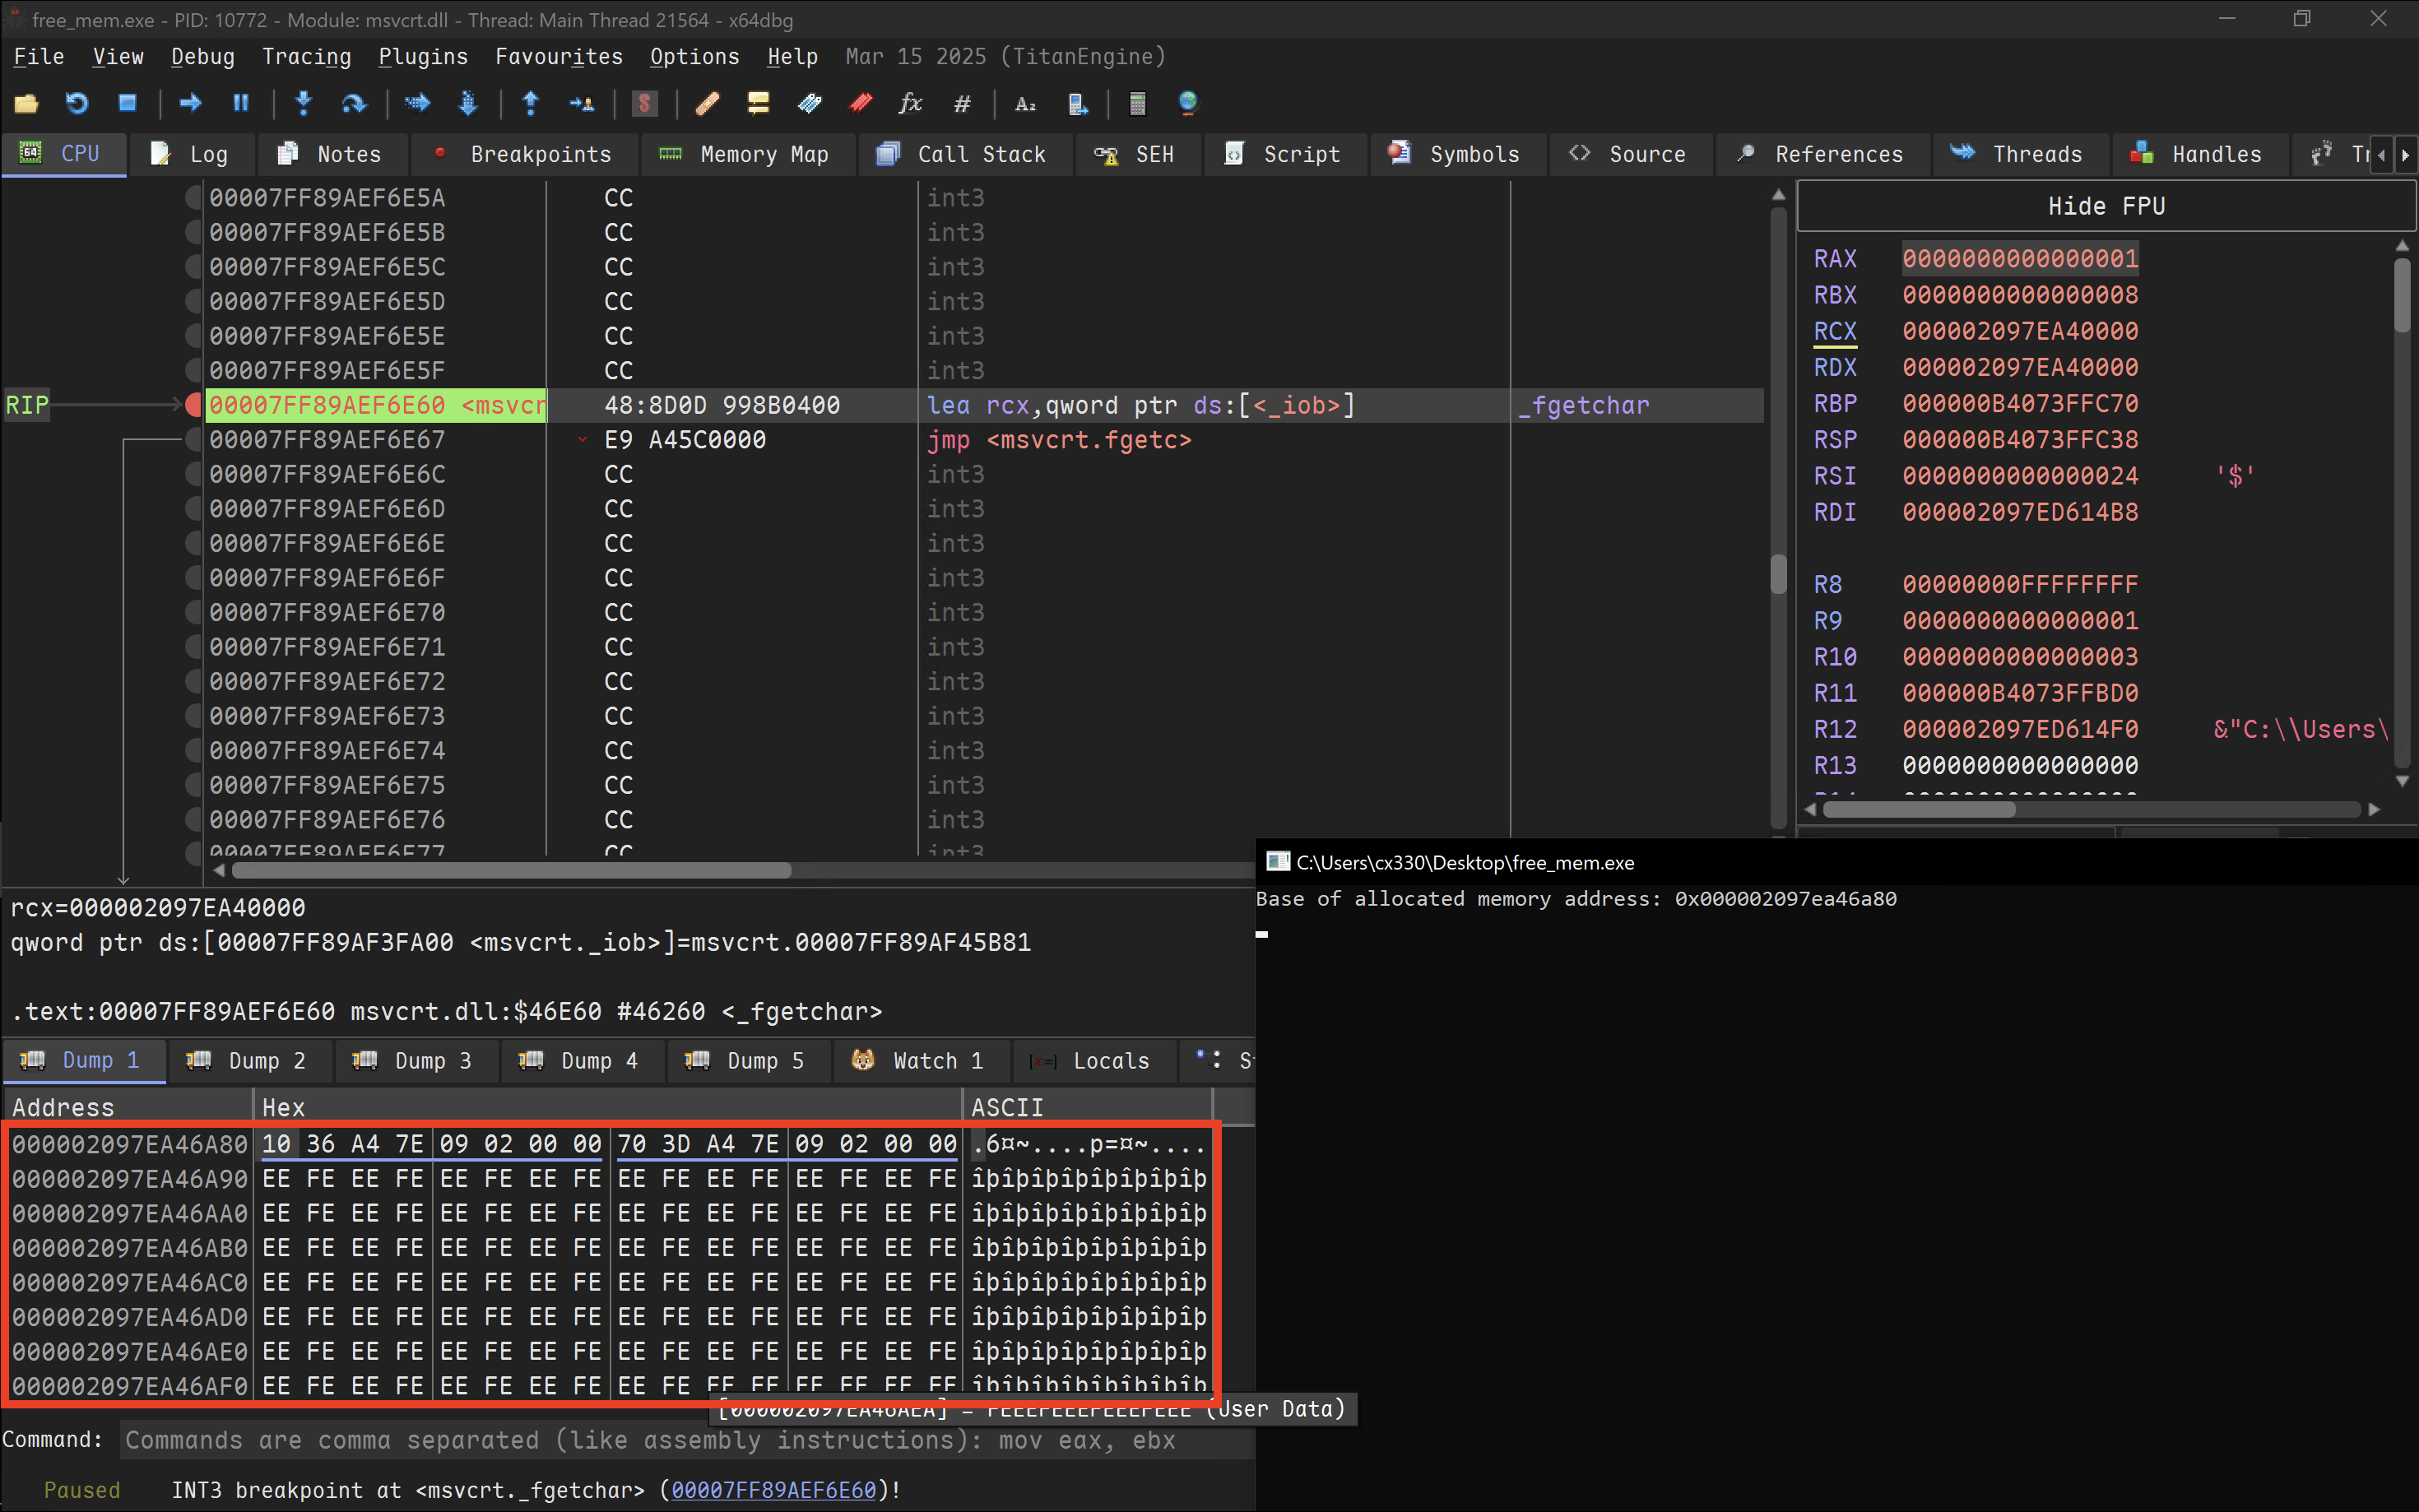 free_mem.exe - PID: 10772 - Module: msvcrt.dll - Thread: Main Thread 21564 - x64dbg
File View Debug Tracing Plugins Favourites Options Help Mar 15 2025 (TitanEngine)
CPU Log Notes Breakpoints Memory Map Call Stack SEH Script Symbols Source References Threads Handles
00007FF89AEF6E5A CC int3
00007FF89AEF6E5B CC int3
00007FF89AEF6E5C CC int3
00007FF89AEF6E5D CC int3
00007FF89AEF6E5E CC int3
00007FF89AEF6E5F CC int3
RIP 00007FF89AEF6E60 <msvcr 48:8D0D 998B0400 lea rcx,qword ptr ds:[<_iob>] _fgetchar
00007FF89AEF6E67 E9 A45C0000 jmp <msvcrt.fgetc>
00007FF89AEF6E6C CC int3
00007FF89AEF6E6D CC int3
00007FF89AEF6E6E CC int3
00007FF89AEF6E6F CC int3
00007FF89AEF6E70 CC int3
00007FF89AEF6E71 CC int3
00007FF89AEF6E72 CC int3
00007FF89AEF6E73 CC int3
00007FF89AEF6E74 CC int3
00007FF89AEF6E75 CC int3
00007FF89AEF6E76 CC int3
00007FF89AEF6E77 CC int3
Hide FPU
RAX 0000000000000001
RBX 0000000000000008
RCX 000002097EA40000
RDX 000002097EA40000
RBP 000000B4073FFC70
RSP 000000B4073FFC38
RSI 0000000000000024 '$'
RDI 000002097ED614B8
R8 00000000FFFFFFFF
R9 0000000000000001
R10 0000000000000003
R11 000000B4073FFBD0
R12 000002097ED614F0 &"C:\\Users\
R13 0000000000000000
rcx=000002097EA40000
qword ptr ds:[00007FF89AF3FA00 <msvcrt._iob>]=msvcrt.00007FF89AF45B81
.text:00007FF89AEF6E60 msvcrt.dll:$46E60 #46260 <_fgetchar>
C:\Users\cx330\Desktop\free_mem.exe
Base of allocated memory address: 0x000002097ea46a80
Dump 1 Dump 2 Dump 3 Dump 4 Dump 5 Watch 1 [x=] Locals
Address Hex ASCII
000002097EA46A80 10 36 A4 7E 09 02 00 00 70 3D A4 7E 09 02 00 00 .6¤~....p=¤~....
000002097EA46A90 EE FE EE FE EE FE EE FE EE FE EE FE EE FE EE FE îþîþîþîþîþîþîþîþ
000002097EA46AA0 EE FE EE FE EE FE EE FE EE FE EE FE EE FE EE FE îþîþîþîþîþîþîþîþ
000002097EA46AB0 EE FE EE FE EE FE EE FE EE FE EE FE EE FE EE FE îþîþîþîþîþîþîþîþ
000002097EA46AC0 EE FE EE FE EE FE EE FE EE FE EE FE EE FE EE FE îþîþîþîþîþîþîþîþ
000002097EA46AD0 EE FE EE FE EE FE EE FE EE FE EE FE EE FE EE FE îþîþîþîþîþîþîþîþ
000002097EA46AE0 EE FE EE FE EE FE EE FE EE FE EE FE EE FE EE FE îþîþîþîþîþîþîþîþ
000002097EA46AF0 EE FE EE FE EE FE EE FE EE FE EE FE EE FE EE FE îþîþîþîþîþîþîþîþ
[000002097EA46AEA] = FEEEFEEEFEEEFEEE (User Data)
Command: Commands are comma separated (like assembly instructions): mov eax, ebx
Paused INT3 breakpoint at <msvcrt._fgetchar> (00007FF89AEF6E60)!